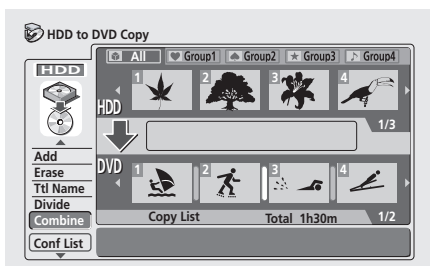 HDD to DVD Copy
HDD
All Group1 Group2 Group3 Group4
HDD 1 2 3 4
1/3
Add
Erase
Ttl Name
Divide
Combine
Conf List
DVD 1 2 3 4
Copy List Total 1h30m 1/2